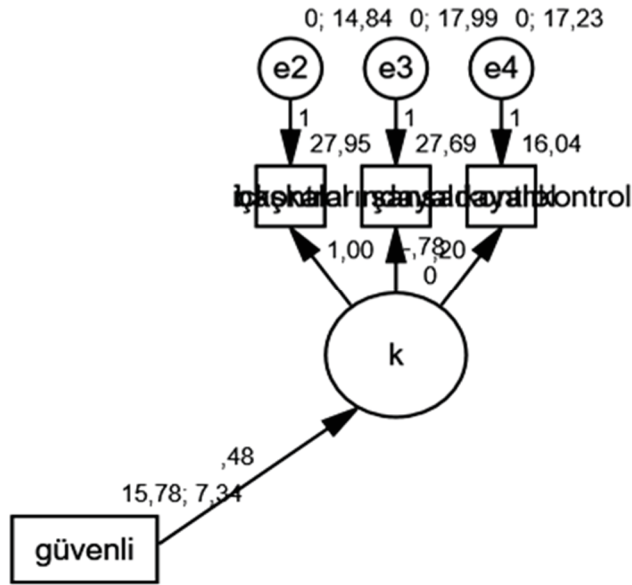 0; 14,84 0; 17,99 0; 17,23
e2 e3 e4
1 1 1
27,95 27,69 16,04
kontrol
1,00 -,78 ,20
0
k
,48
15,78; 7,34
güvenli